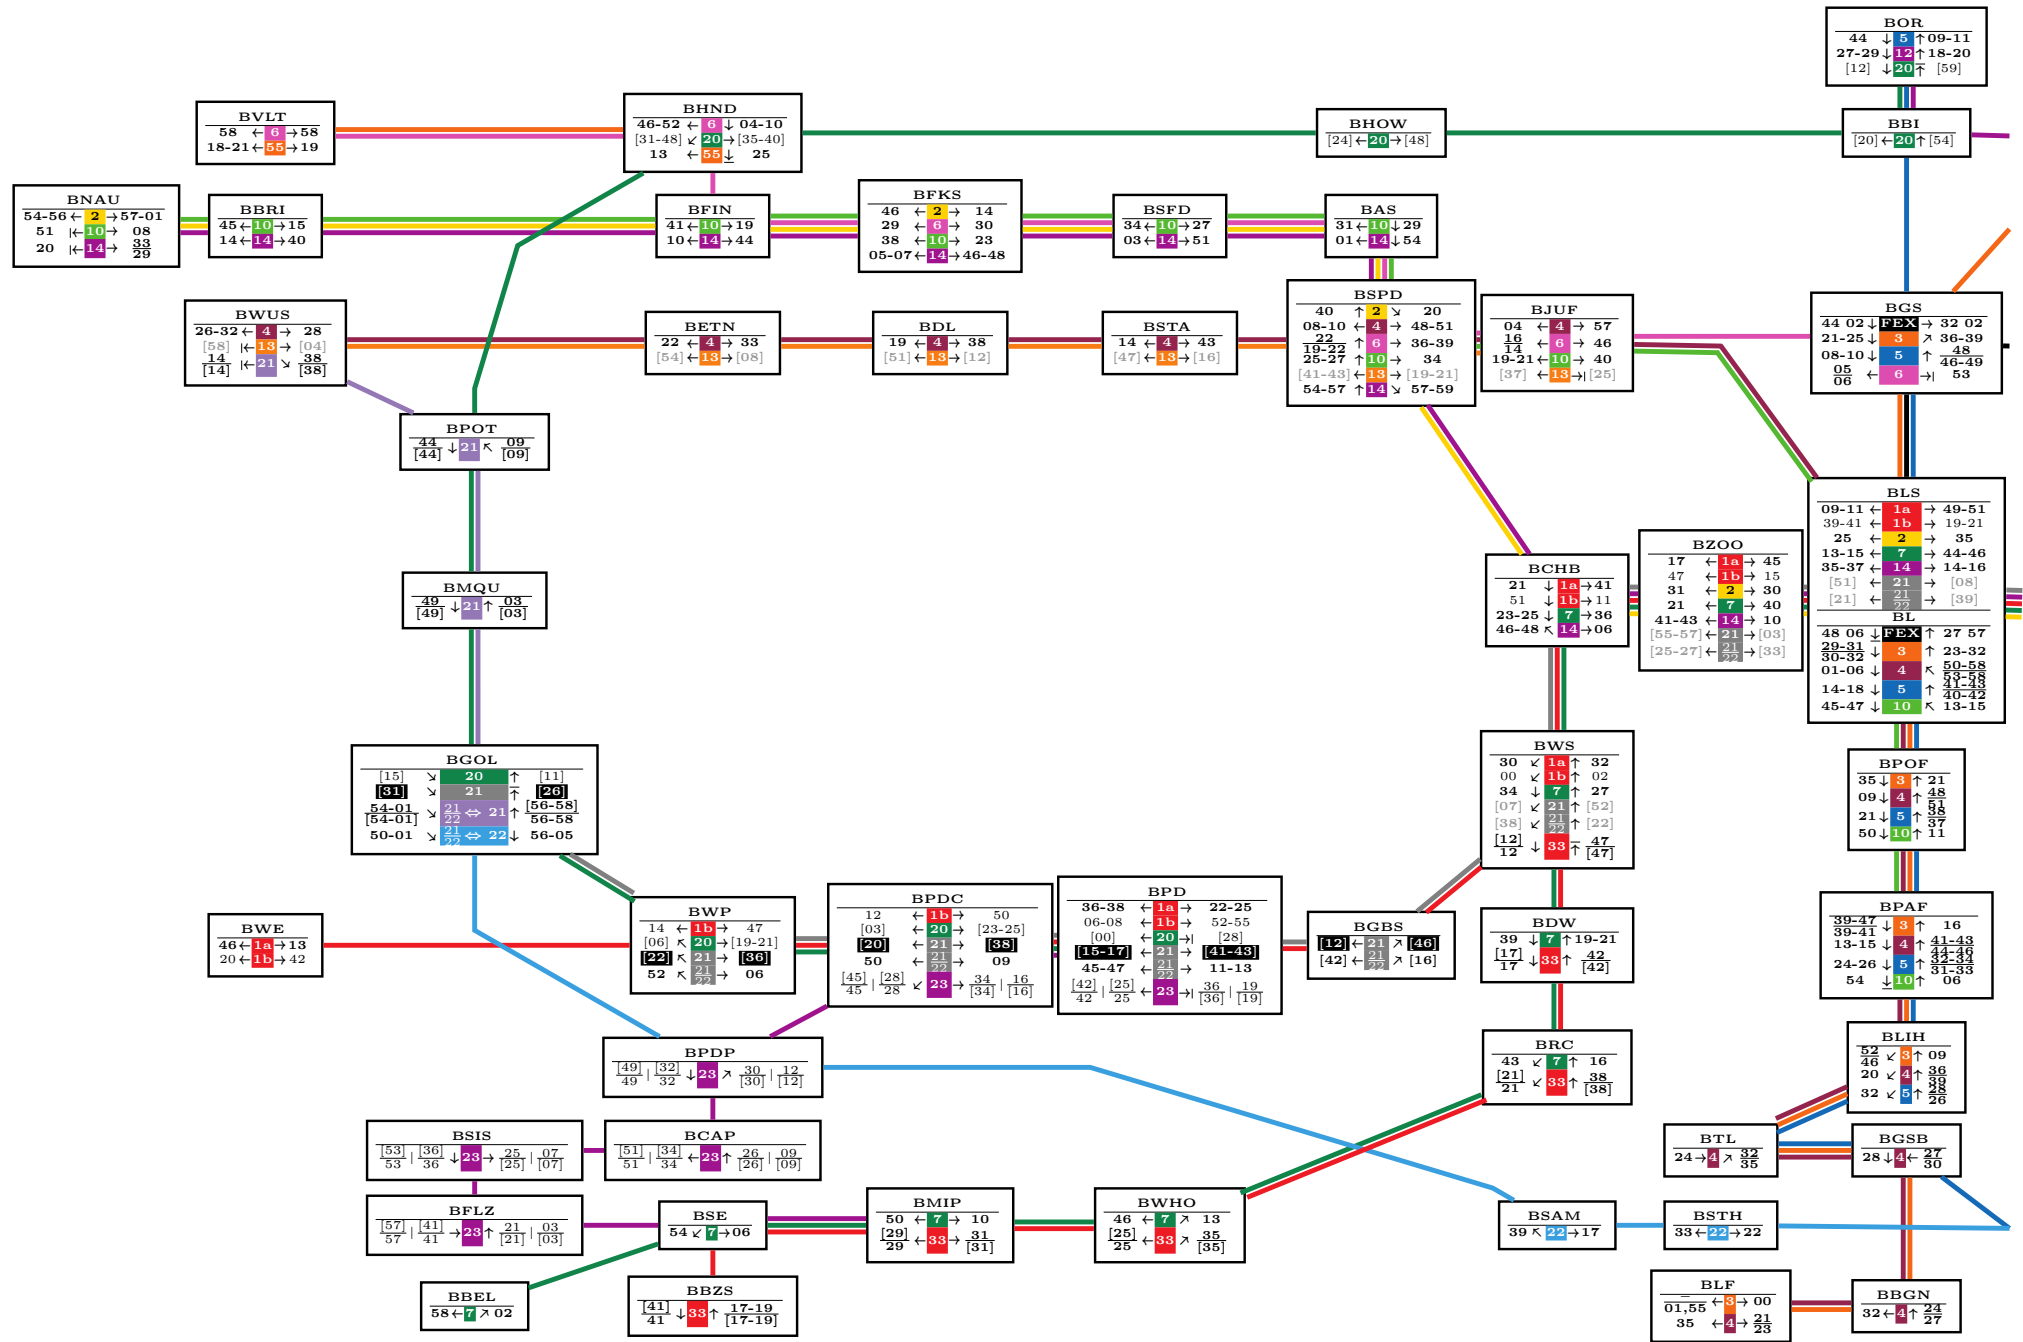 BOR
44 ↓ 5 ↑ 09-11
27-29 ↓ 12 ↑ 18-20
[12] ↓ 20 ↑ [59]
BVLT
58 ← 6 → 58
18-21 ← 55 → 19
BHND
46-52 ← 6 ↓ 04-10
[31-48] ↙ 20 → [35-40]
13 ← 55 ↓ 25
BHOW
[24] ← 20 → [48]
BBI
[20] ← 20 ↑ [54]
BNAU
54-56 ← 2 → 57-01
51 |← 10 → 08
20 |← 14 → 33/29
BBRI
45 ← 10 → 15
14 ← 14 → 40
BFIN
41 ← 10 → 19
10 ← 14 → 44
BFKS
46 ← 2 → 14
29 ← 6 → 30
38 ← 10 → 23
05-07 ← 14 → 46-48
BSFD
34 ← 10 → 27
03 ← 14 → 51
BAS
31 ← 10 ↓ 29
01 ← 14 ↓ 54
BWUS
26-32 ← 4 → 28
[58] |← 13 → [04]
14/[14] |← 21 ↘ 38/[38]
BETN
22 ← 4 → 33
[54] ← 13 → [08]
BDL
19 ← 4 → 38
[51] ← 13 → [12]
BSTA
14 ← 4 → 43
[47] ← 13 → [16]
BSPD
40 ↑ 2 ↘ 20
08-10 ← 4 → 48-51
22/19-22 ↑ 6 → 36-39
25-27 ↑ 10 → 34
[41-43] ← 13 → [19-21]
54-57 ↑ 14 ↘ 57-59
BJUF
04 ← 4 → 57
16/14 ← 6 → 46
19-21 ← 10 → 40
[37] ← 13 →| [25]
BGS
44 02 ↓ FEX → 32 02
21-25 ↓ 3 ↗ 36-39
08-10 ↓ 5 ↑ 48/46-49
05/06 ← 6 →| 53
BPOT
44/[44] ↓ 21 ↖ 09/[09]
BLS
09-11 ← 1a → 49-51
39-41 ← 1b → 19-21
25 ← 2 → 35
13-15 ← 7 → 44-46
35-37 ← 14 → 14-16
[51] ← 21 → [08]
[21] ← 21/22 → [39]
BL
48 06 ↓ FEX ↑ 27 57
29-31/30-32 ↓ 3 ↑ 23-32
01-06 ↓ 4 ↖ 50-58/53-58
14-18 ↓ 5 ↑ 41-43/40-42
45-47 ↓ 10 ↖ 13-15
BCHB
21 ↓ 1a → 41
51 ↓ 1b → 11
23-25 ↓ 7 → 36
46-48 ↖ 14 → 06
BZOO
17 ← 1a → 45
47 ← 1b → 15
31 ← 2 → 30
21 ← 7 → 40
41-43 ← 14 → 10
[55-57] ← 21 → [03]
[25-27] ← 21/22 → [33]
BMQU
49/[49] ↓ 21 ↑ 03/[03]
BGOL
[15] ↘ 20 ↑ [11]
[31] ↘ 21 ↑ [26]
54-01/[54-01] ↘ 21/22 ⇔ 21 ↑ [56-58]/56-58
50-01 ↘ 21/22 ⇔ 22 ↓ 56-05
BWS
30 ↙ 1a ↑ 32
00 ↙ 1b ↑ 02
34 ↓ 7 ↑ 27
[07] ↙ 21 ↑ [52]
[38] ↙ 21/22 ↑ [22]
[12]/12 ↓ 33 ↑ 47/[47]
BPOF
35 ↓ 3 ↑ 21
09 ↓ 4 ↑ 48/51
21 ↓ 5 ↑ 38/37
50 ↓ 10 ↑ 11
BWE
46 ← 1a → 13
20 ← 1b → 42
BWP
14 ← 1b → 47
[06] ↖ 20 → [19-21]
[22] ↖ 21 → [36]
52 ↖ 21/22 → 06
BPDC
12 ← 1b → 50
[03] ← 20 → [23-25]
[20] ← 21 → [38]
50 ← 21/22 → 09
[45]/45 | [28]/28 ↙ 23 → 34/[34] | 16/[16]
BPD
36-38 ← 1a → 22-25
06-08 ← 1b → 52-55
[00] ← 20 →| [28]
[15-17] ← 21 → [41-43]
45-47 ← 21/22 → 11-13
[42]/42 | [25]/25 ← 23 →| 36/[36] | 19/[19]
BGBS
[12] ← 21 ↗ [46]
[42] ← 21/22 ↗ [16]
BDW
39 ↓ 7 ↑ 19-21
[17]/17 ↓ 33 ↑ 42/[42]
BPAF
39-47/39-41 ↓ 3 ↑ 16
13-15 ↓ 4 ↑ 41-43/44-46
24-26 ↓ 5 ↑ 32-34/31-33
54 ↓ 10 ↑ 06
BPDP
[49]/49 | [32]/32 ↓ 23 ↗ 30/[30] | 12/[12]
BRC
43 ↙ 7 ↑ 16
[21]/21 ↙ 33 ↑ 38/[38]
BLIH
52/46 ↙ 3 ↑ 09
20 ↙ 4 ↑ 36/39
32 ↙ 5 ↑ 28/26
BSIS
[53]/53 | [36]/36 ↓ 23 → 25/[25] | 07/[07]
BCAP
[51]/51 | [34]/34 ← 23 ↑ 26/[26] | 09/[09]
BTL
24 → 4 ↗ 32/35
BGSB
28 ↓ 4 ← 27/30
BFLZ
[57]/57 | [41]/41 → 23 ↑ 21/[21] | 03/[03]
BSE
54 ↙ 7 → 06
BMIP
50 ← 7 → 10
[29]/29 ← 33 → 31/[31]
BWHO
46 ← 7 ↗ 13
[25]/25 ← 33 ↗ 35/[35]
BSAM
39 ↖ 22 → 17
BSTH
33 ← 22 → 22
BBEL
58 ← 7 ↗ 02
BBZS
[41]/41 ↓ 33 ↑ 17-19/[17-19]
BLF
–/01,55 ← 3 → 00
35 ← 4 → 21/23
BBGN
32 ← 4 ↑ 24/27